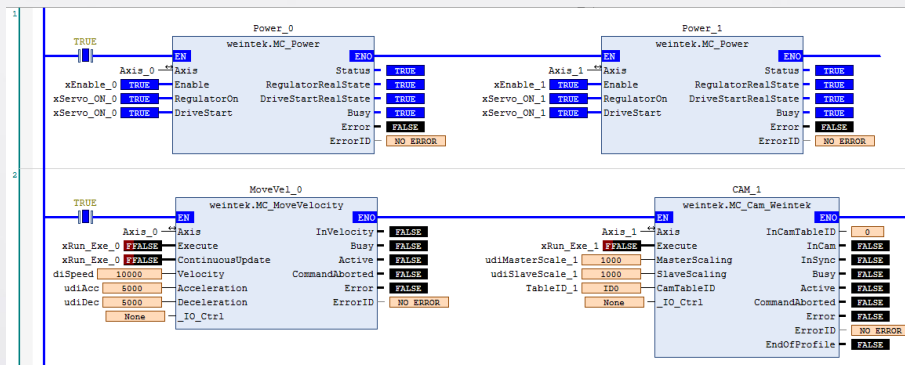 1
Power_0 Power_1
weintek.MC_Power weintek.MC_Power
TRUE
EN ENO EN ENO
Axis_0 Axis Status TRUE Axis_1 Axis Status TRUE
xEnable_0 TRUE Enable RegulatorRealState TRUE xEnable_1 TRUE Enable RegulatorRealState TRUE
xServo_ON_0 TRUE RegulatorOn DriveStartRealState TRUE xServo_ON_1 TRUE RegulatorOn DriveStartRealState TRUE
xServo_ON_0 TRUE DriveStart Busy TRUE xServo_ON_1 TRUE DriveStart Busy TRUE
Error FALSE Error FALSE
ErrorID NO ERROR ErrorID NO ERROR
2
MoveVel_0 CAM_1
TRUE weintek.MC_MoveVelocity weintek.MC_Cam_Weintek
EN ENO EN ENO
Axis_0 Axis InVelocity FALSE Axis_1 Axis InCamTableID 0
xRun_Exe_0 FFALSE Execute Busy FALSE xRun_Exe_1 FFALSE Execute InCam FALSE
xRun_Exe_0 FFALSE ContinuousUpdate Active FALSE udiMasterScale_1 1000 MasterScaling InSync FALSE
diSpeed 10000 Velocity CommandAborted FALSE udiSlaveScale_1 1000 SlaveScaling Busy FALSE
udiAcc 5000 Acceleration Error FALSE TableID_1 ID0 CamTableID Active FALSE
udiDec 5000 Deceleration ErrorID NO ERROR None _IO_Ctrl CommandAborted FALSE
None _IO_Ctrl Error FALSE
ErrorID NO ERROR
EndOfProfile FALSE